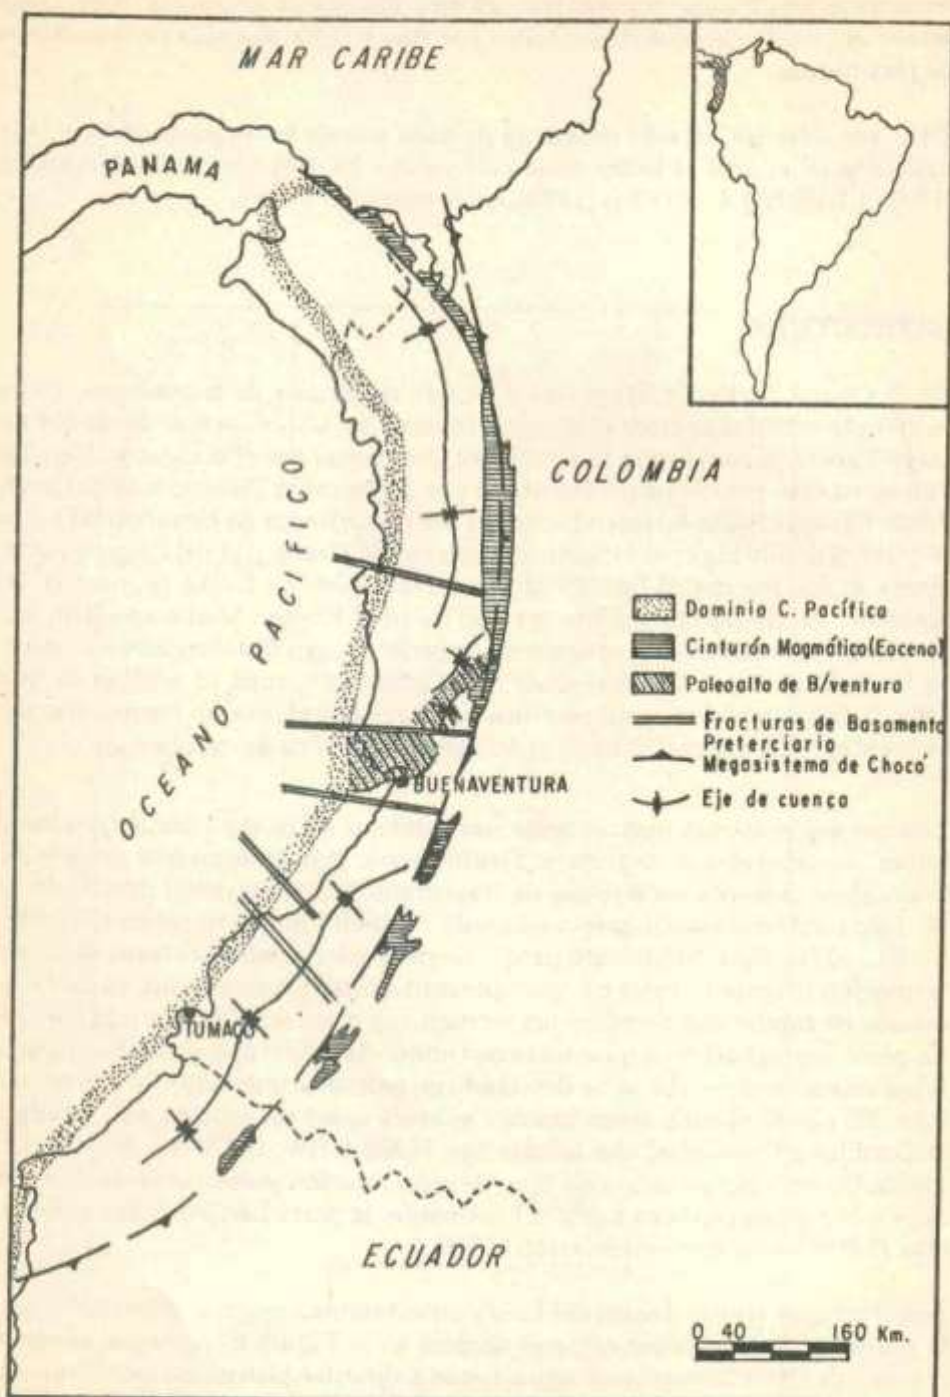 MAR CARIBE
PANAMA
COLOMBIA
OCEANO PACIFICO
Dominio C. Pacífica
Cinturón Magmático (Eoceno)
Paleoalto de B/ventura
Fracturas de Basamento
Preterciario
Megasistema de Chocó
Eje de cuenca
BUENAVENTURA
TUMACO
ECUADOR
0 40 160 Km.